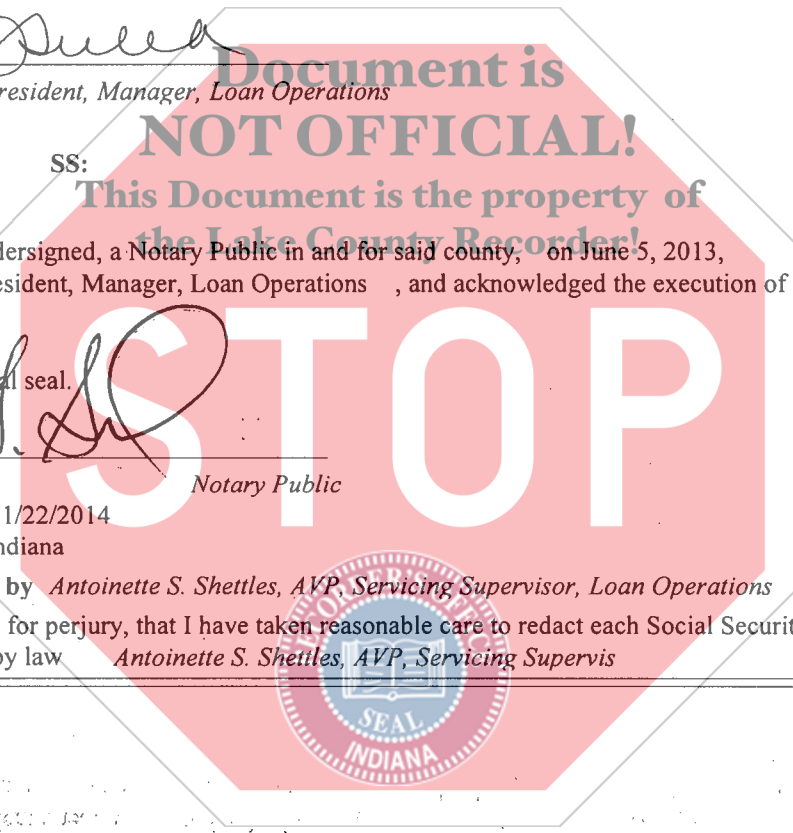 Document is
resident, Manager, Loan Operations
NOT OFFICIAL!
SS:
This Document is the property of
the Lake County Recorder!
dersigned, a Notary Public in and for said county, on June 5, 2013,
esident, Manager, Loan Operations , and acknowledged the execution of
al seal.
STOP
Notary Public
1/22/2014
ndiana
by Antoinette S. Shettles, AVP, Servicing Supervisor, Loan Operations
for perjury, that I have taken reasonable care to redact each Social Securit
by law Antoinette S. Shettles, AVP, Servicing Supervis
RECORDER'S OFFICE
SEAL
INDIANA